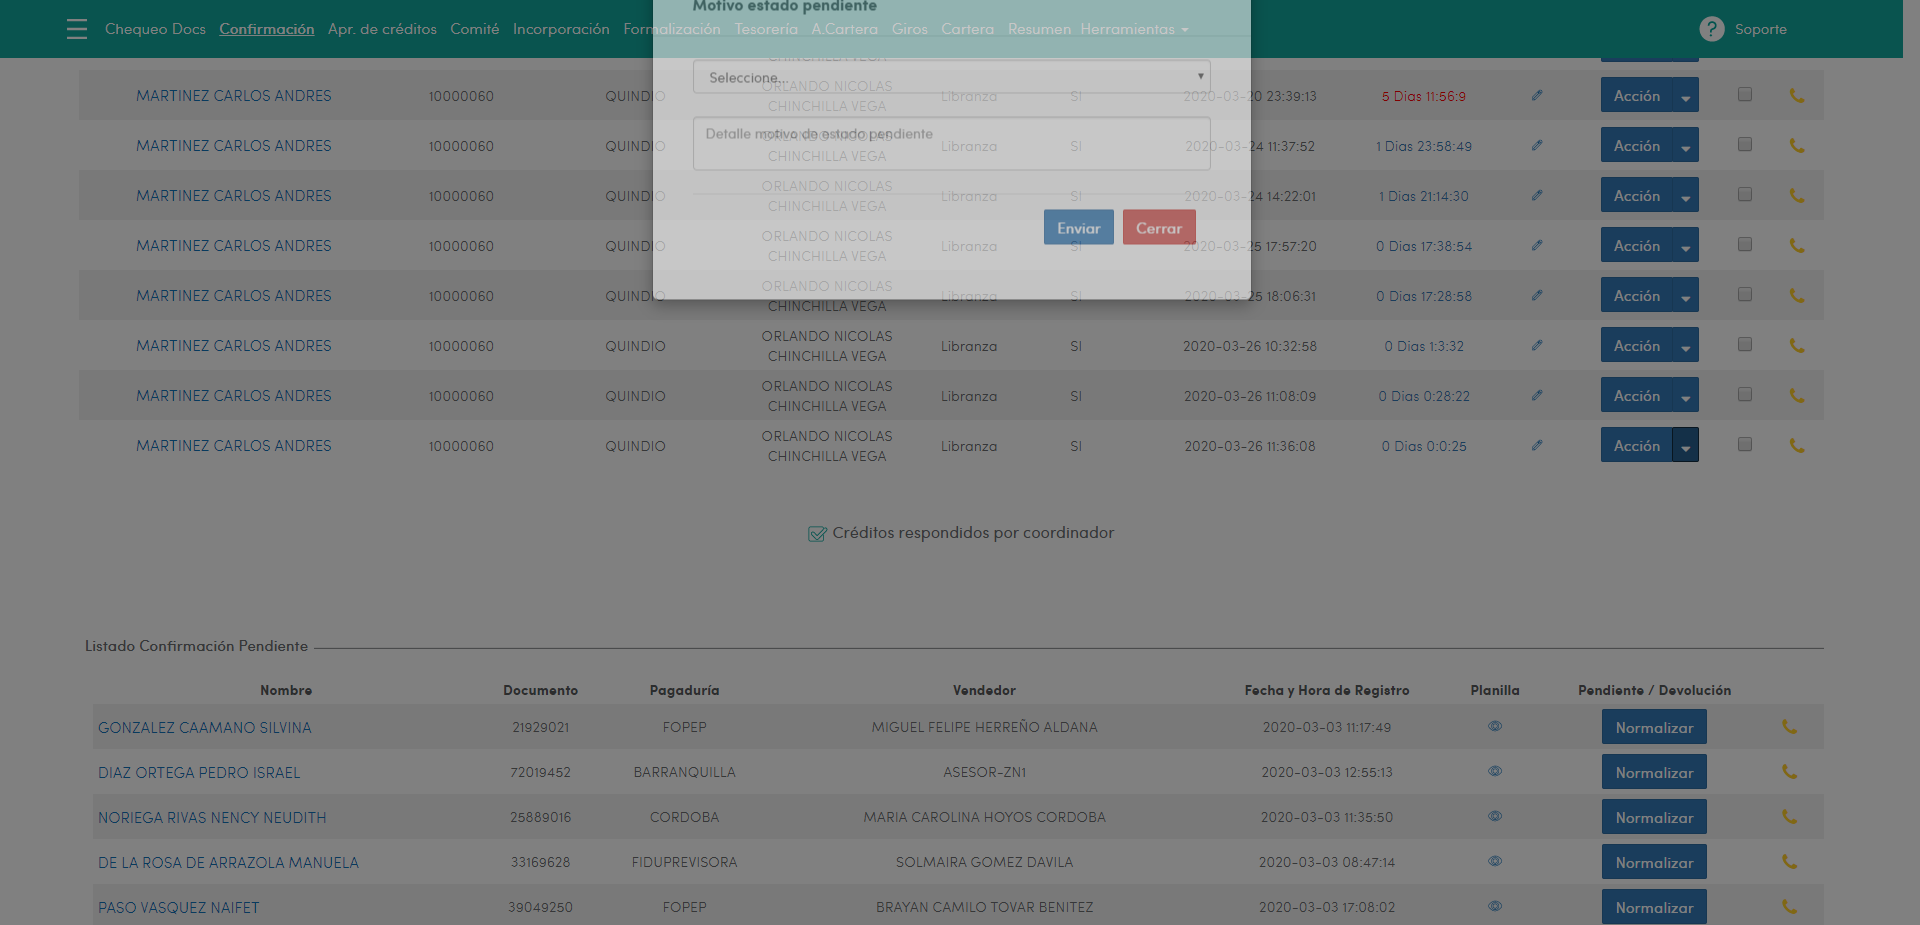 Motivo estado pendiente
Chequeo Docs Confirmación Apr. de créditos Comité Incorporación Formalización Tesorería A.Cartera Giros Cartera Resumen Herramientas ? Soporte
CHINCHILLA VEGA
Seleccione...
MARTINEZ CARLOS ANDRES 10000060 QUINDIO ORLANDO NICOLAS CHINCHILLA VEGA Libranza SI 2020-03-20 23:39:13 5 Dias 11:56:9 Acción
Detalle motivo de estado pendiente
MARTINEZ CARLOS ANDRES 10000060 QUINDIO ORLANDO NICOLAS CHINCHILLA VEGA Libranza SI 2020-03-24 11:37:52 1 Dias 23:58:49 Acción
MARTINEZ CARLOS ANDRES 10000060 QUINDIO ORLANDO NICOLAS CHINCHILLA VEGA Libranza SI 2020-03-24 14:22:01 1 Dias 21:14:30 Acción
Enviar Cerrar
MARTINEZ CARLOS ANDRES 10000060 QUINDIO ORLANDO NICOLAS CHINCHILLA VEGA Libranza SI 2020-03-25 17:57:20 0 Dias 17:38:54 Acción
MARTINEZ CARLOS ANDRES 10000060 QUINDIO ORLANDO NICOLAS CHINCHILLA VEGA Libranza SI 2020-03-25 18:06:31 0 Dias 17:28:58 Acción
MARTINEZ CARLOS ANDRES 10000060 QUINDIO ORLANDO NICOLAS CHINCHILLA VEGA Libranza SI 2020-03-26 10:32:58 0 Dias 1:3:32 Acción
MARTINEZ CARLOS ANDRES 10000060 QUINDIO ORLANDO NICOLAS CHINCHILLA VEGA Libranza SI 2020-03-26 11:08:09 0 Dias 0:28:22 Acción
MARTINEZ CARLOS ANDRES 10000060 QUINDIO ORLANDO NICOLAS CHINCHILLA VEGA Libranza SI 2020-03-26 11:36:08 0 Dias 0:0:25 Acción
Créditos respondidos por coordinador
Listado Confirmación Pendiente
Nombre Documento Pagaduría Vendedor Fecha y Hora de Registro Planilla Pendiente / Devolución
GONZALEZ CAAMANO SILVINA 21929021 FOPEP MIGUEL FELIPE HERREÑO ALDANA 2020-03-03 11:17:49 Normalizar
DIAZ ORTEGA PEDRO ISRAEL 72019452 BARRANQUILLA ASESOR-ZN1 2020-03-03 12:55:13 Normalizar
NORIEGA RIVAS NENCY NEUDITH 25889016 CORDOBA MARIA CAROLINA HOYOS CORDOBA 2020-03-03 11:35:50 Normalizar
DE LA ROSA DE ARRAZOLA MANUELA 33169628 FIDUPREVISORA SOLMAIRA GOMEZ DAVILA 2020-03-03 08:47:14 Normalizar
PASO VASQUEZ NAIFET 39049250 FOPEP BRAYAN CAMILO TOVAR BENITEZ 2020-03-03 17:08:02 Normalizar